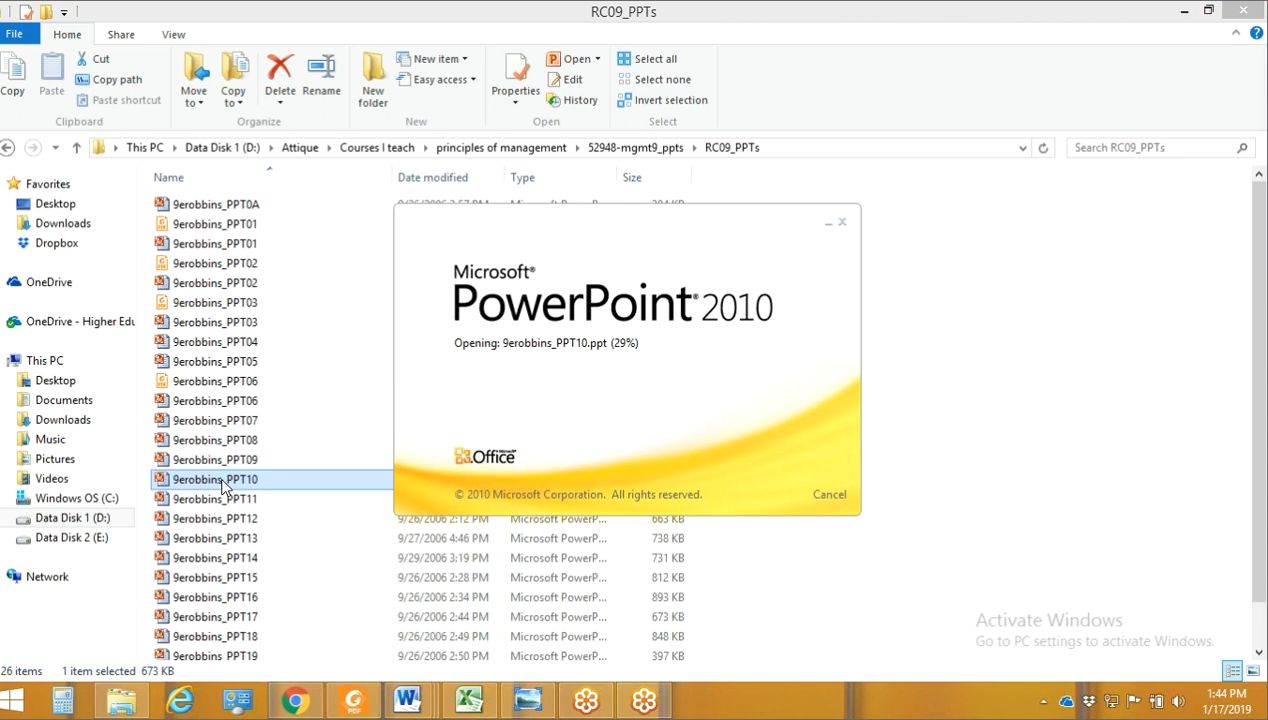 RC09_PPTs
File Home Share View
Copy
Paste
Cut
Copy path
Paste shortcut
Clipboard
Move to
Copy to
Delete
Rename
Organize
New folder
New item
Easy access
New
Properties
Open
Edit
History
Open
Select all
Select none
Invert selection
Select
This PC Data Disk 1 (D:) Attique Courses I teach principles of management 52948-mgmt9_ppts RC09_PPTs
Search RC09_PPTs
Name Date modified Type Size
Favorites
Desktop
Downloads
Dropbox
OneDrive
OneDrive - Higher Edu
This PC
Desktop
Documents
Downloads
Music
Pictures
Videos
Windows OS (C:)
Data Disk 1 (D:)
Data Disk 2 (E:)
Network
9erobbins_PPT0A
9erobbins_PPT01
9erobbins_PPT01
9erobbins_PPT02
9erobbins_PPT02
9erobbins_PPT03
9erobbins_PPT03
9erobbins_PPT04
9erobbins_PPT05
9erobbins_PPT06
9erobbins_PPT06
9erobbins_PPT07
9erobbins_PPT08
9erobbins_PPT09
9erobbins_PPT10
9erobbins_PPT11
9erobbins_PPT12 9/26/2006 2:12 PM Microsoft PowerP... 663 KB
9erobbins_PPT13 9/27/2006 4:46 PM Microsoft PowerP... 738 KB
9erobbins_PPT14 9/29/2006 3:19 PM Microsoft PowerP... 731 KB
9erobbins_PPT15 9/26/2006 2:28 PM Microsoft PowerP... 812 KB
9erobbins_PPT16 9/26/2006 2:34 PM Microsoft PowerP... 893 KB
9erobbins_PPT17 9/26/2006 2:44 PM Microsoft PowerP... 673 KB
9erobbins_PPT18 9/26/2006 2:49 PM Microsoft PowerP... 848 KB
9erobbins_PPT19 9/26/2006 2:50 PM Microsoft PowerP... 397 KB
Microsoft®
PowerPoint® 2010
Opening: 9erobbins_PPT10.ppt (29%)
Office
© 2010 Microsoft Corporation. All rights reserved.
Cancel
Activate Windows
Go to PC settings to activate Windows.
26 items 1 item selected 673 KB
1:44 PM
1/17/2019